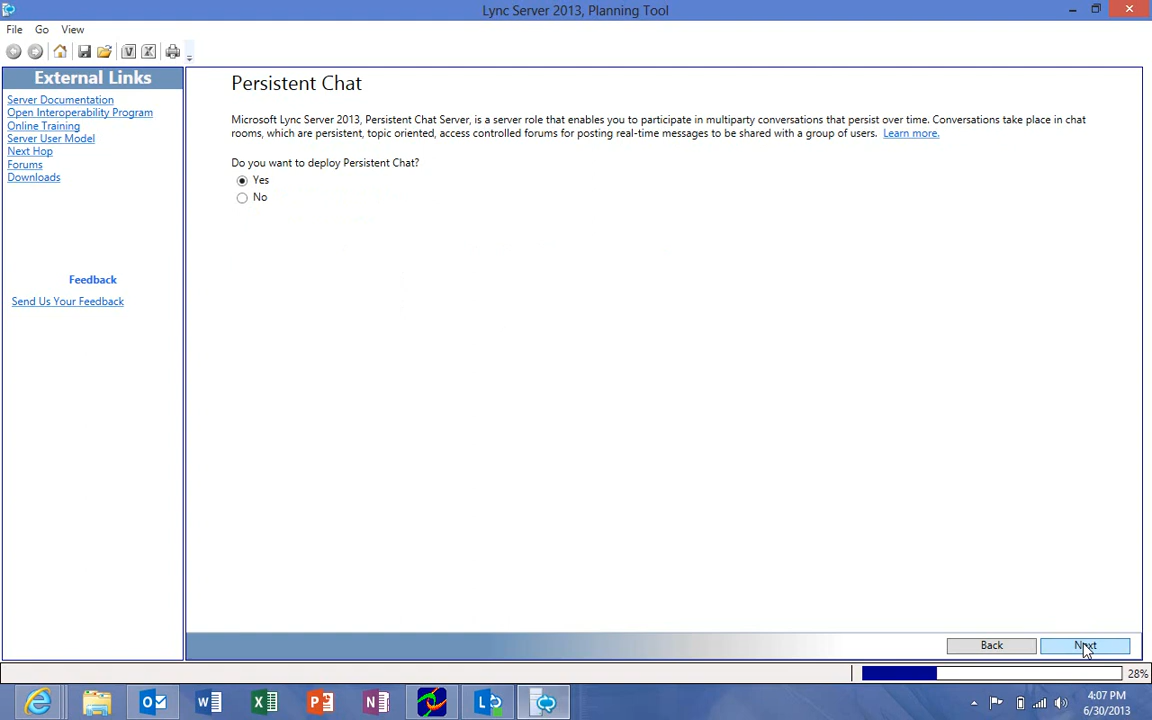 Lync Server 2013, Planning Tool
File Go View
External Links
Server Documentation
Open Interoperability Program
Online Training
Server User Model
Next Hop
Forums
Downloads
Feedback
Send Us Your Feedback
Persistent Chat
Microsoft Lync Server 2013, Persistent Chat Server, is a server role that enables you to participate in multiparty conversations that persist over time. Conversations take place in chat
rooms, which are persistent, topic oriented, access controlled forums for posting real-time messages to be shared with a group of users. Learn more.
Do you want to deploy Persistent Chat?
Yes
No
Back Next
28%
4:07 PM
6/30/2013